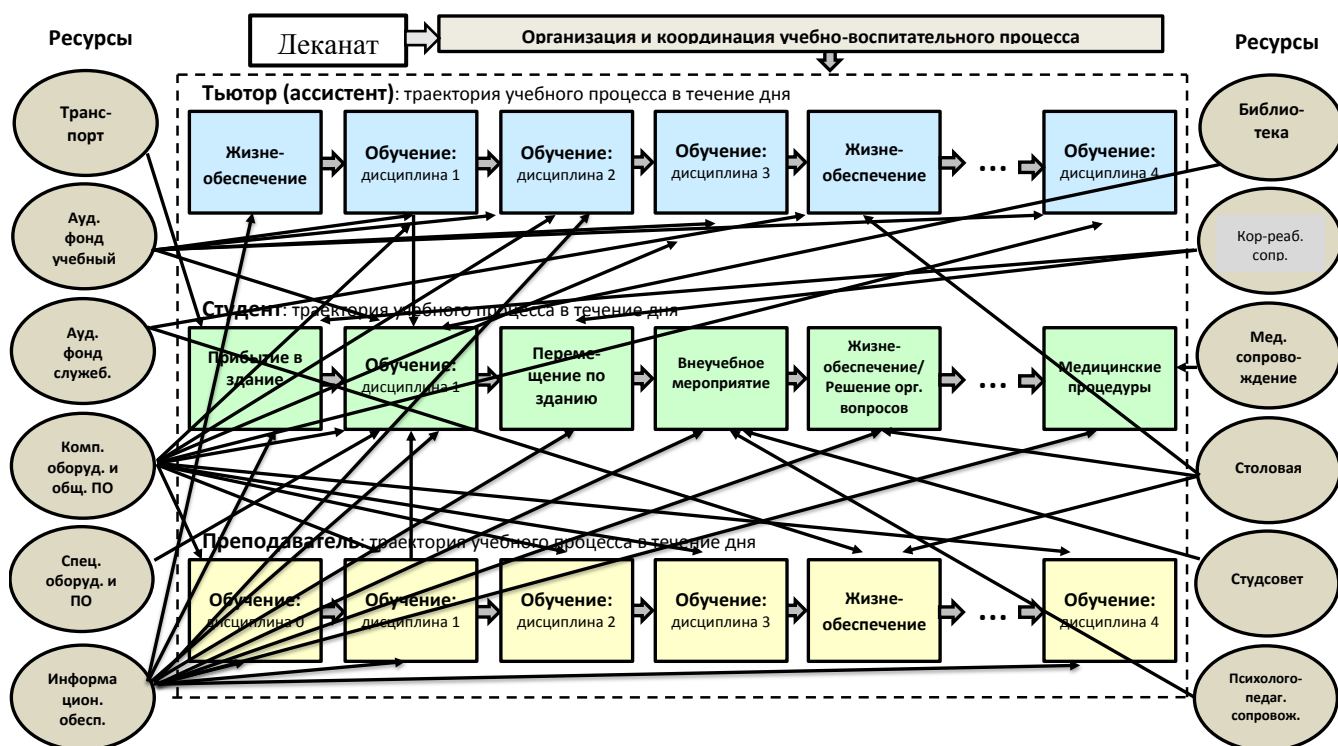 Ресурсы
Деканат
Организация и координация учебно-воспитательного процесса
Ресурсы
Тьютор (ассистент): траектория учебного процесса в течение дня
Транс-
порт
Ауд.
фонд
учебный
Ауд.
фонд
служеб.
Комп.
оборуд. и
общ. ПО
Спец.
оборуд. и
ПО
Информа
цион.
обесп.
Жизне-
обеспечение
Обучение:
дисциплина 1
Обучение:
дисциплина 2
Обучение:
дисциплина 3
Жизне-
обеспечение
...
Обучение:
дисциплина 4
Студент: траектория учебного процесса в течение дня
Прибытие в
здание
Обучение:
дисциплина 1
Переме-
щение по
зданию
Внеучебное
мероприятие
Жизне-
обеспечение/
Решение орг.
вопросов
...
Медицинские
процедуры
Преподаватель: траектория учебного процесса в течение дня
Обучение:
дисциплина 0
Обучение:
дисциплина 1
Обучение:
дисциплина 2
Обучение:
дисциплина 3
Жизне-
обеспечение
...
Обучение:
дисциплина 4
Библио-
тека
Кор-реаб.
сопр.
Мед.
сопрово-
ждение
Столовая
Студсовет
Психолого-
педаг.
сопровож.